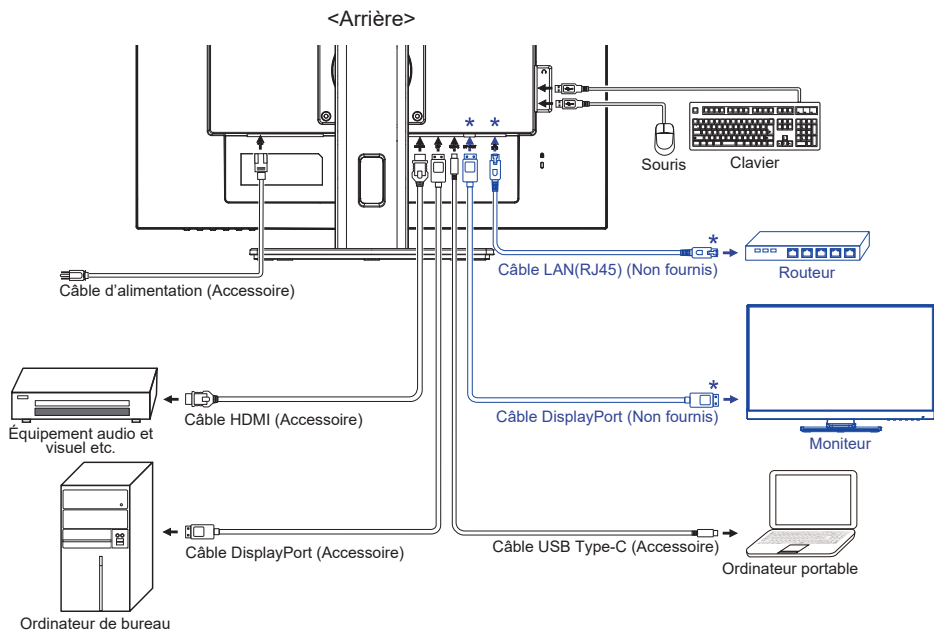 <Arrière>
* *
Souris
Clavier
*
Câble LAN(RJ45) (Non fournis)
Routeur
Câble d'alimentation (Accessoire)
*
Câble HDMI (Accessoire)
Câble DisplayPort (Non fournis)
Équipement audio et
visuel etc.
Moniteur
Câble DisplayPort (Accessoire)
Câble USB Type-C (Accessoire)
Ordinateur portable
Ordinateur de bureau